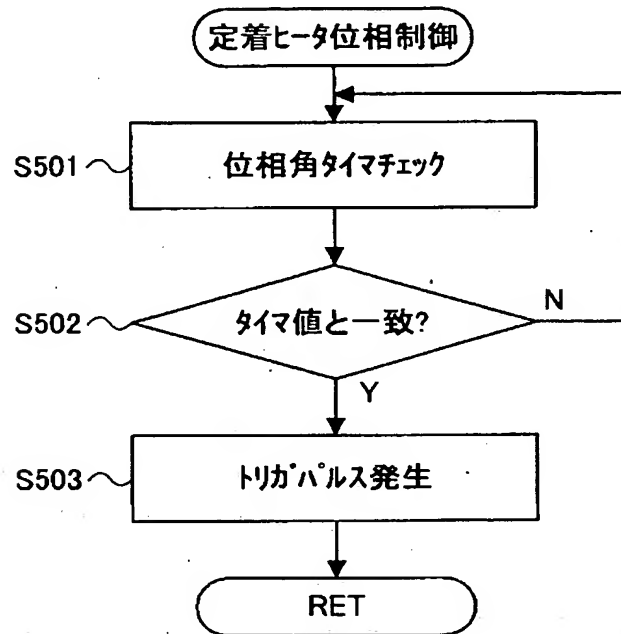 定着ヒータ位相制御
S501
位相角タイマチェック
S502
タイマ値と一致?
N
Y
S503
トリガパルス発生
RET